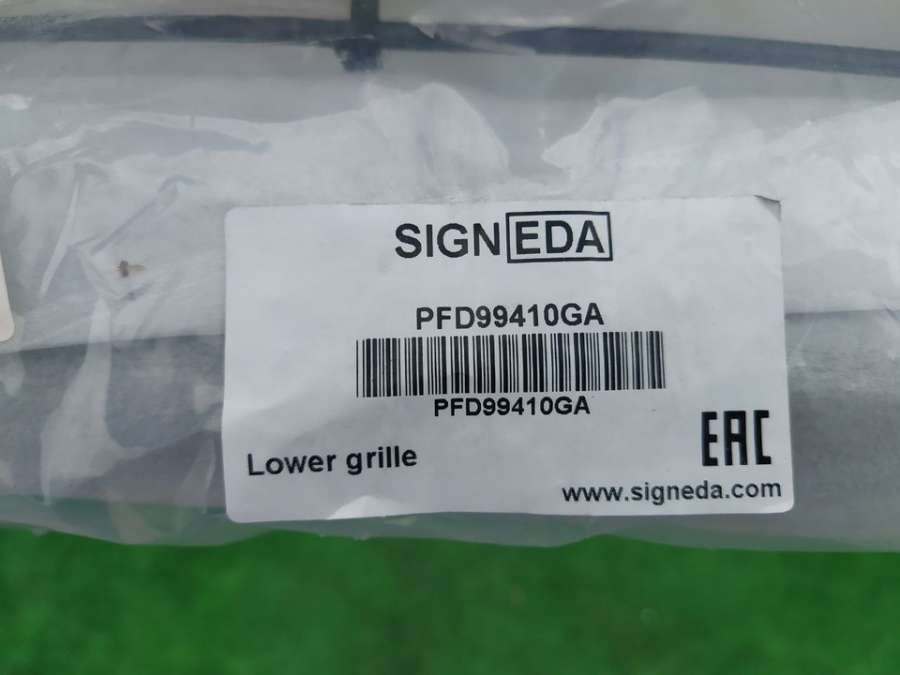 SIGNEDA
PFD99410GA
PFD99410GA
Lower grille
EAC
www.signeda.com